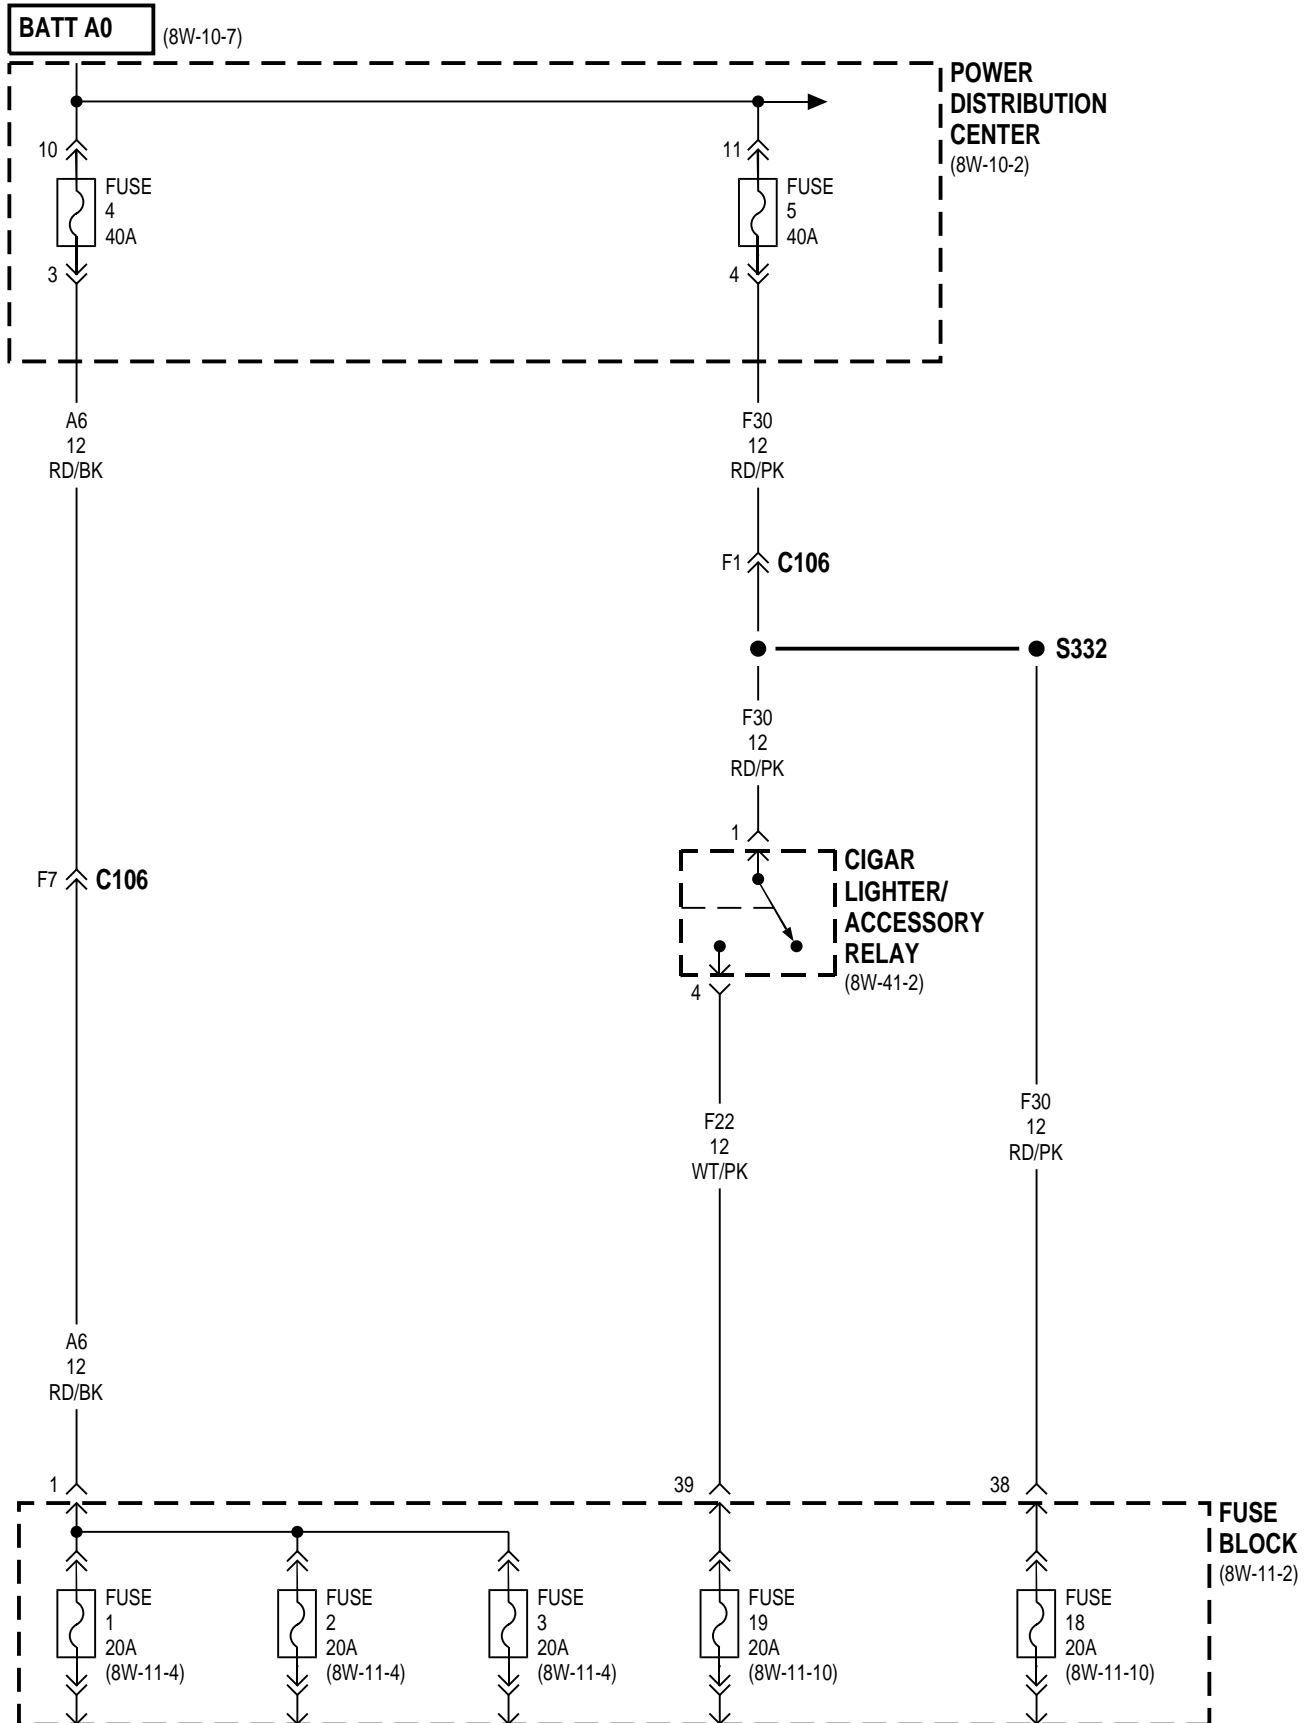 BATT A0
(8W-10-7)
POWER
DISTRIBUTION
CENTER
(8W-10-2)
10
FUSE
4
40A
3
11
FUSE
5
40A
4
A6
12
RD/BK
F30
12
RD/PK
F1
C106
S332
F30
12
RD/PK
1
CIGAR
LIGHTER/
ACCESSORY
RELAY
(8W-41-2)
4
F7
C106
F22
12
WT/PK
F30
12
RD/PK
A6
12
RD/BK
1
39
38
FUSE
BLOCK
(8W-11-2)
FUSE
1
20A
(8W-11-4)
FUSE
2
20A
(8W-11-4)
FUSE
3
20A
(8W-11-4)
FUSE
19
20A
(8W-11-10)
FUSE
18
20A
(8W-11-10)